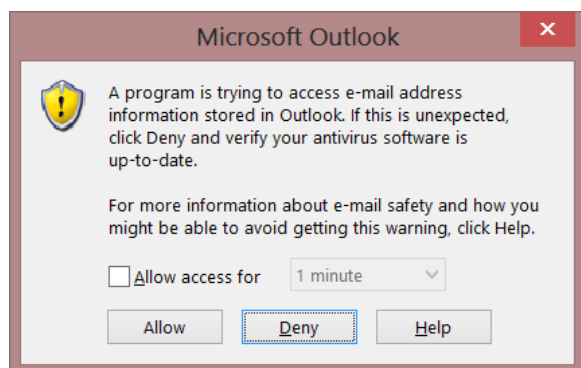 Microsoft Outlook
A program is trying to access e-mail address
information stored in Outlook. If this is unexpected,
click Deny and verify your antivirus software is
up-to-date.
For more information about e-mail safety and how you
might be able to avoid getting this warning, click Help.
Allow access for 1 minute
Allow Deny Help